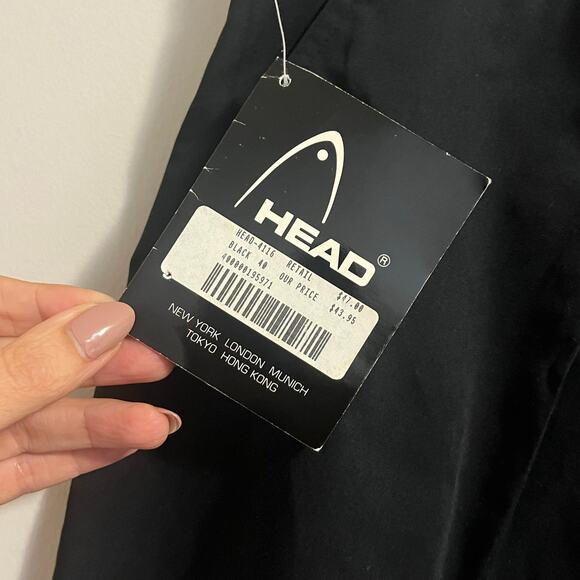 HEAD®
HEAD-4116 RETAIL $47.00
BLACK 40 OUR PRICE $43.95
400000195971
NEW YORK LONDON MUNICH
TOKYO HONG KONG